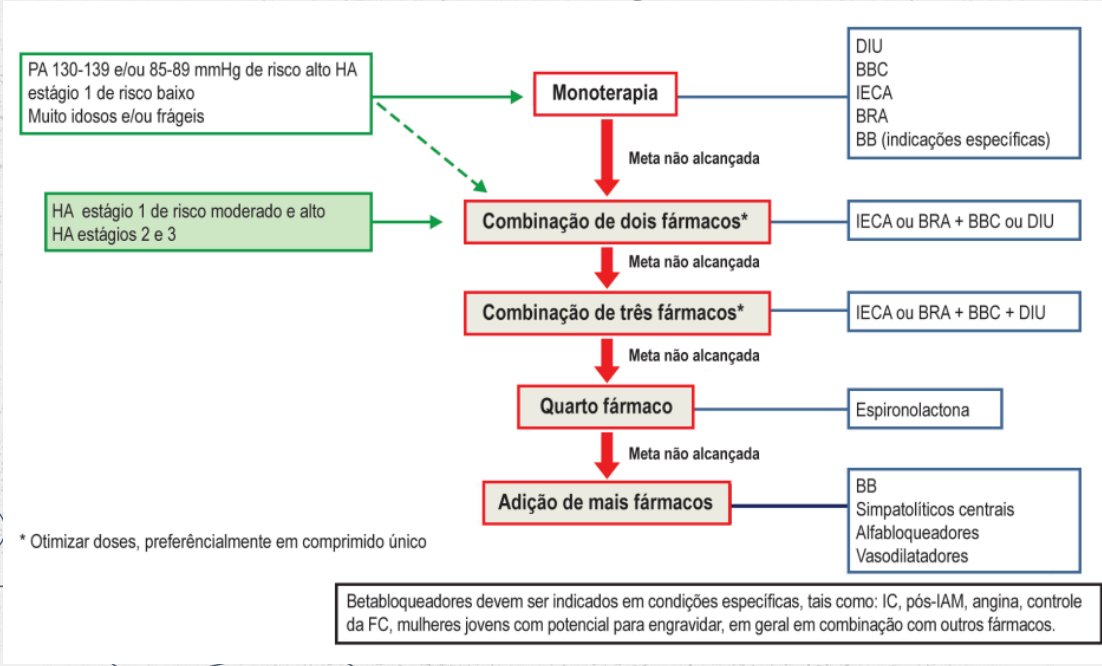 PA 130-139 e/ou 85-89 mmHg de risco alto HA
estágio 1 de risco baixo
Muito idosos e/ou frágeis
Monoterapia
DIU
BBC
IECA
BRA
BB (indicações específicas)
Meta não alcançada
HA estágio 1 de risco moderado e alto
HA estágios 2 e 3
Combinação de dois fármacos*
IECA ou BRA + BBC ou DIU
Meta não alcançada
Combinação de três fármacos*
IECA ou BRA + BBC + DIU
Meta não alcançada
Quarto fármaco
Espironolactona
Meta não alcançada
Adição de mais fármacos
BB
Simpatolíticos centrais
Alfabloqueadores
Vasodilatadores
* Otimizar doses, preferêncialmente em comprimido único
Betabloqueadores devem ser indicados em condições específicas, tais como: IC, pós-IAM, angina, controle
da FC, mulheres jovens com potencial para engravidar, em geral em combinação com outros fármacos.